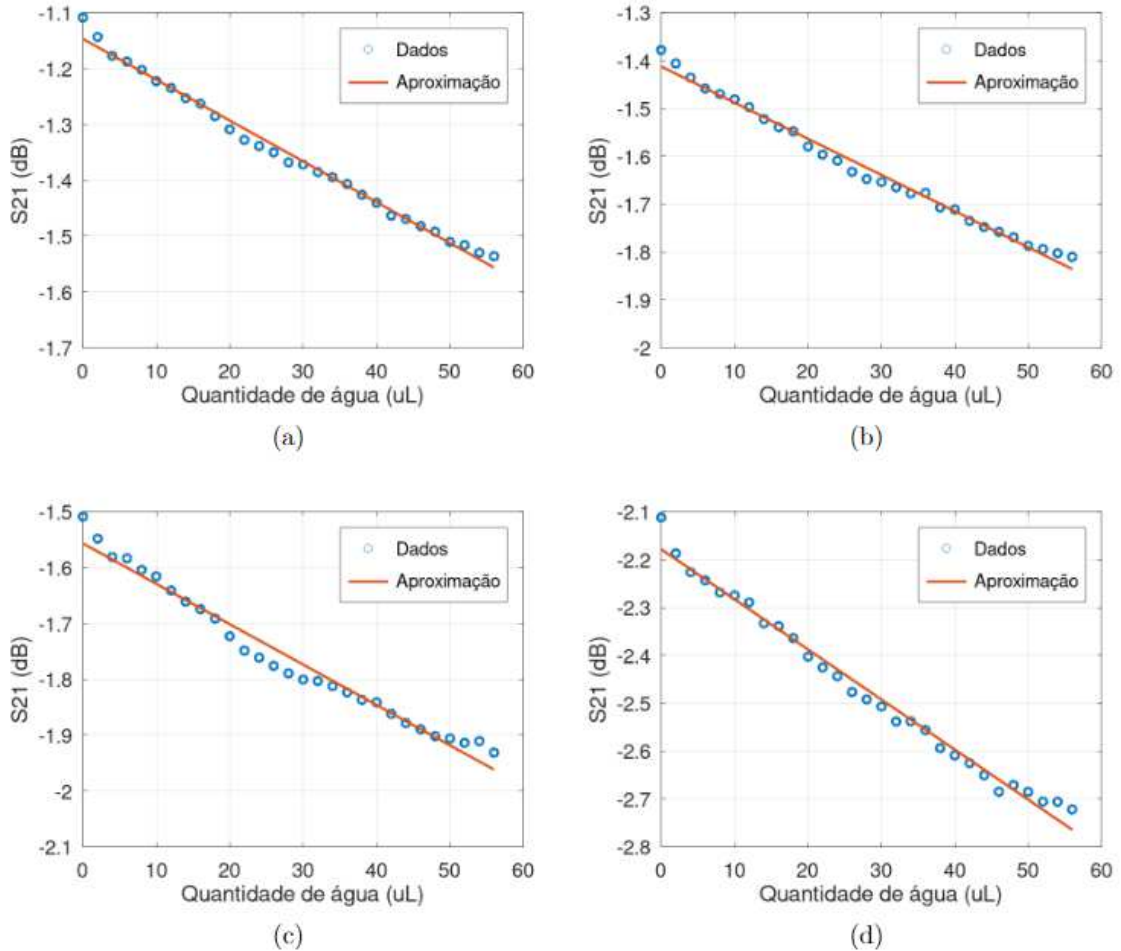 -1.1
-1.2
-1.3
-1.4
-1.5
-1.6
-1.7
S21 (dB)
Dados
Aproximação
0 10 20 30 40 50 60
Quantidade de água (uL)
(a)
-1.3
-1.4
-1.5
-1.6
-1.7
-1.8
-1.9
-2
S21 (dB)
Dados
Aproximação
0 10 20 30 40 50 60
Quantidade de água (uL)
(b)
-1.5
-1.6
-1.7
-1.8
-1.9
-2
-2.1
S21 (dB)
Dados
Aproximação
0 10 20 30 40 50 60
Quantidade de água (uL)
(c)
-2.1
-2.2
-2.3
-2.4
-2.5
-2.6
-2.7
-2.8
S21 (dB)
Dados
Aproximação
0 10 20 30 40 50 60
Quantidade de água (uL)
(d)